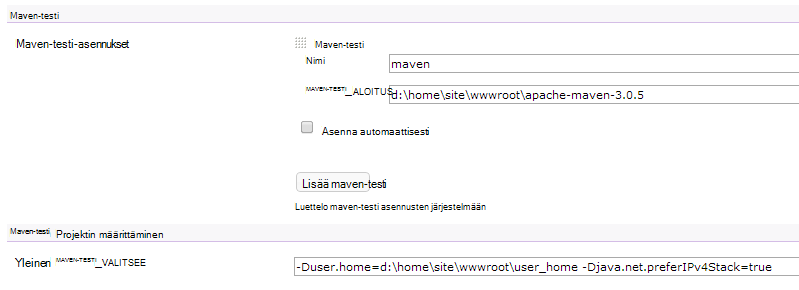 Maven-testi
Maven-testi-asennukset
Maven-testi
Nimi
maven
MAVEN-TESTI_ALOITUS
d:\home\site\wwwroot\apache-maven-3.0.5
Asenna automaattisesti
Lisää maven-testi
Luettelo maven-testi asennusten järjestelmään
Maven-testi, Projektin määrittäminen
Yleinen MAVEN-TESTI_VALITSEE
-Duser.home=d:\home\site\wwwroot\user_home -Djava.net.preferIPv4Stack=true